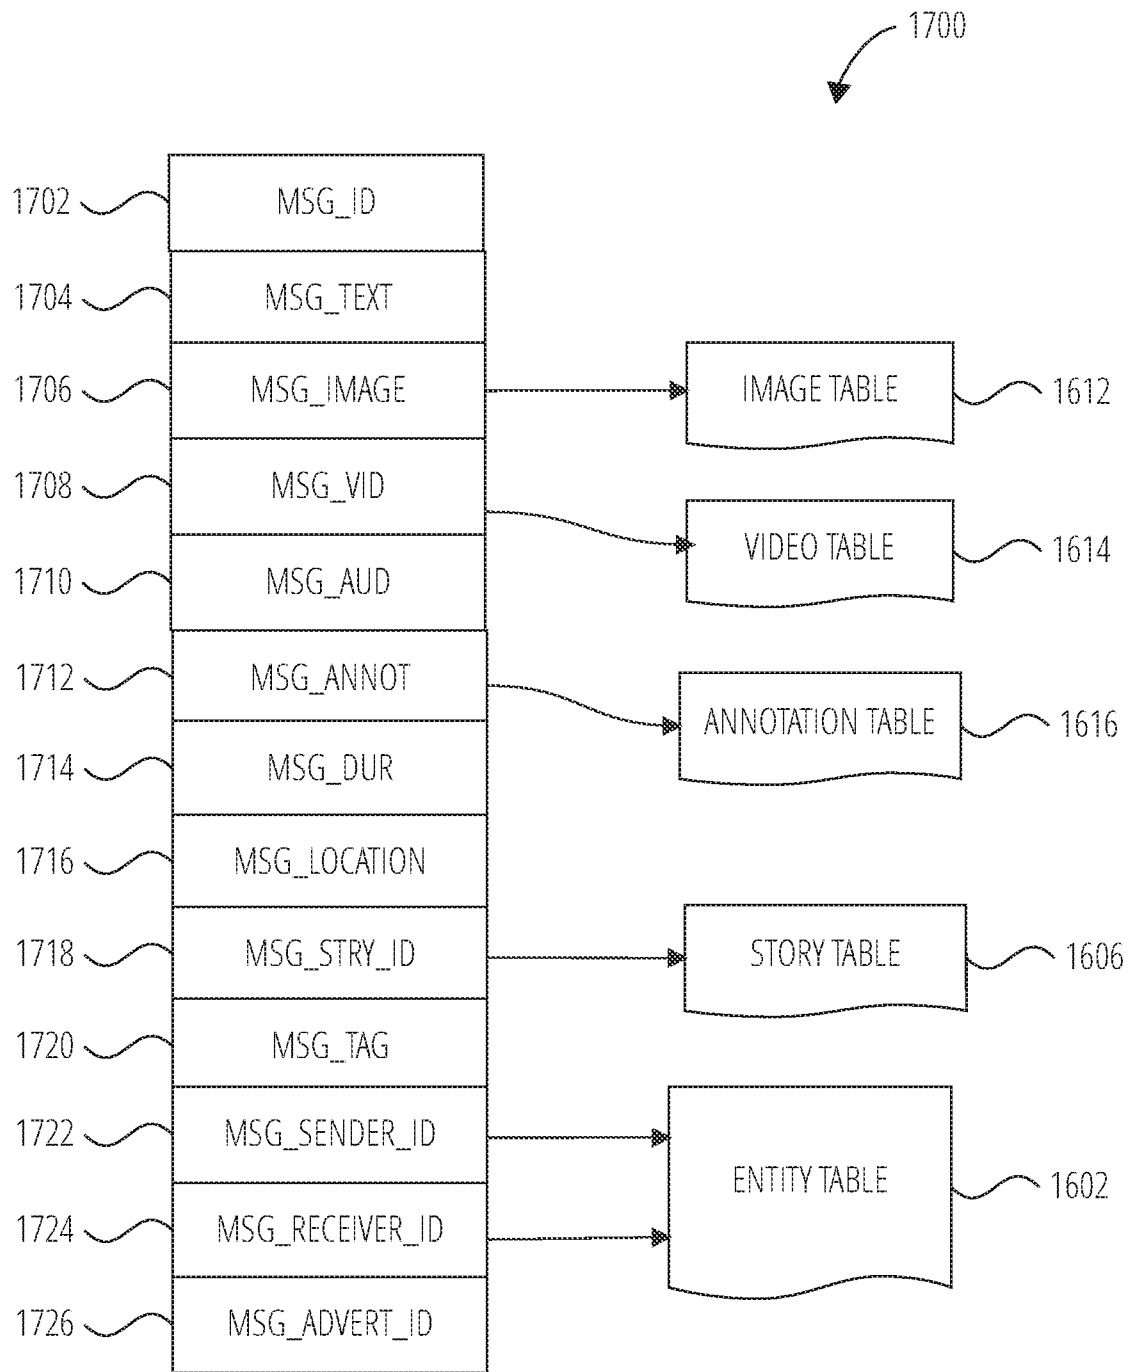 1700
1702 MSG_ID
1704 MSG_TEXT
1706 MSG_IMAGE IMAGE TABLE 1612
1708 MSG_VID
VIDEO TABLE 1614
1710 MSG_AUD
1712 MSG_ANNOT
ANNOTATION TABLE 1616
1714 MSG_DUR
1716 MSG_LOCATION
1718 MSG_STRY_ID STORY TABLE 1606
1720 MSG_TAG
1722 MSG_SENDER_ID
ENTITY TABLE 1602
1724 MSG_RECEIVER_ID
1726 MSG_ADVERT_ID